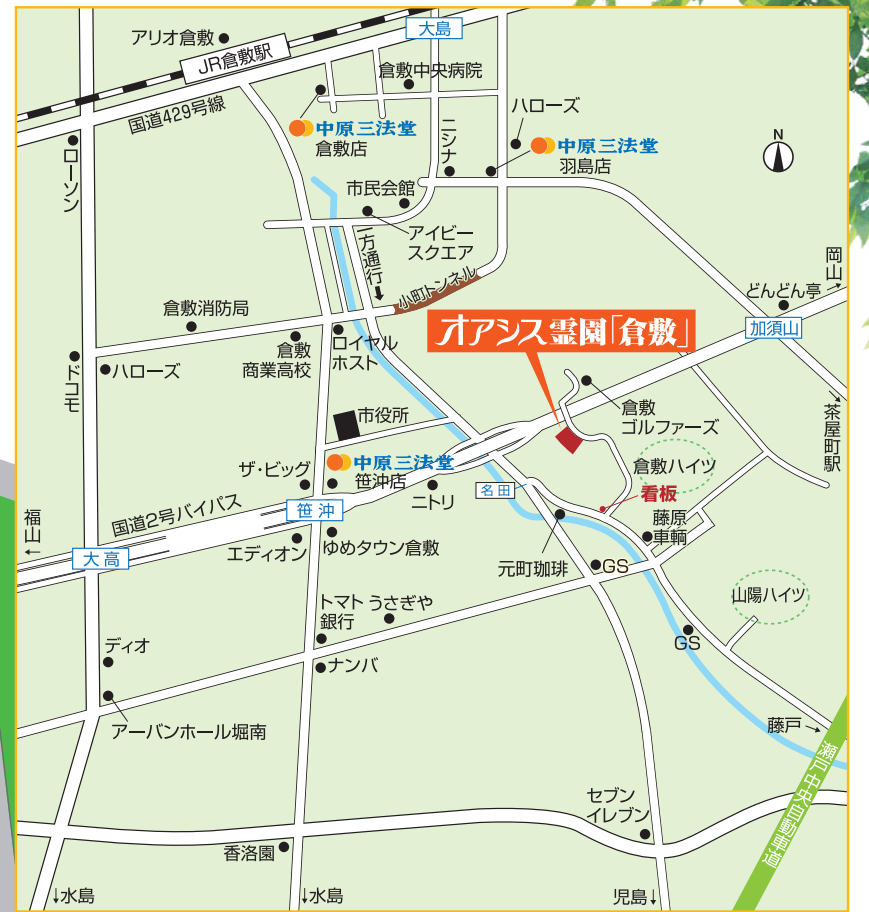 アリオ倉敷
大島
JR倉敷駅
倉敷中央病院
国道429号線
ハローズ
中原三法堂
倉敷店
ニシナ
中原三法堂
羽島店
N
ローソン
市民会館
アイビー
スクエア
一方通行
小町トンネル
岡山
どんどん亭
倉敷消防局
オアシス霊園「倉敷」
加須山
倉敷
商業高校
ロイヤル
ホスト
ドコモ
ハローズ
倉敷
ゴルファーズ
茶屋町駅
市役所
中原三法堂
笹沖店
ザ・ビッグ
倉敷ハイツ
ニトリ
名田
看板
笹沖
国道2号バイパス
福山
←
藤原
車輌
大高
エディオン
ゆめタウン倉敷
元町珈琲
GS
山陽ハイツ
トマト
銀行
うさぎや
GS
ディオ
ナンバ
アーバンホール堀南
藤戸→
瀬戸中央自動車道
セブン
イレブン
香洛園
↓水島
↓水島
児島↓